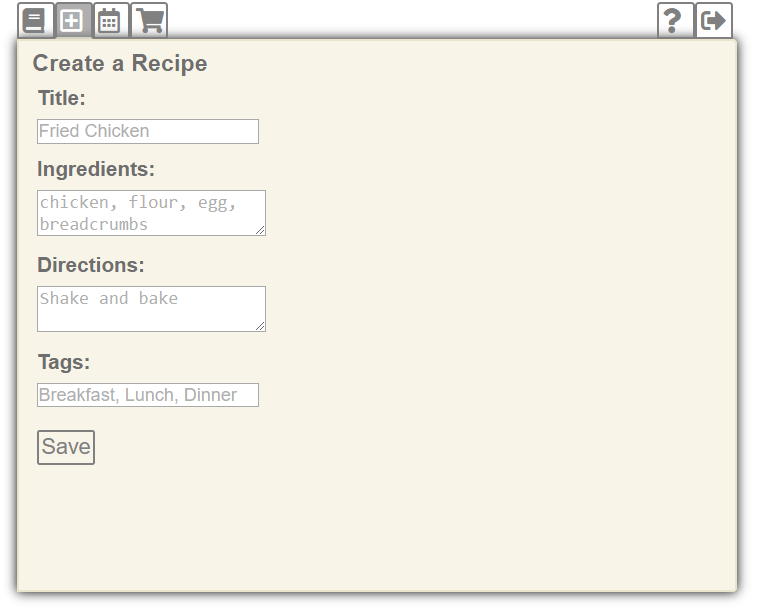 Create a Recipe
Title:
Fried Chicken
Ingredients:
chicken, flour, egg,
breadcrumbs
Directions:
Shake and bake
Tags:
Breakfast, Lunch, Dinner
Save